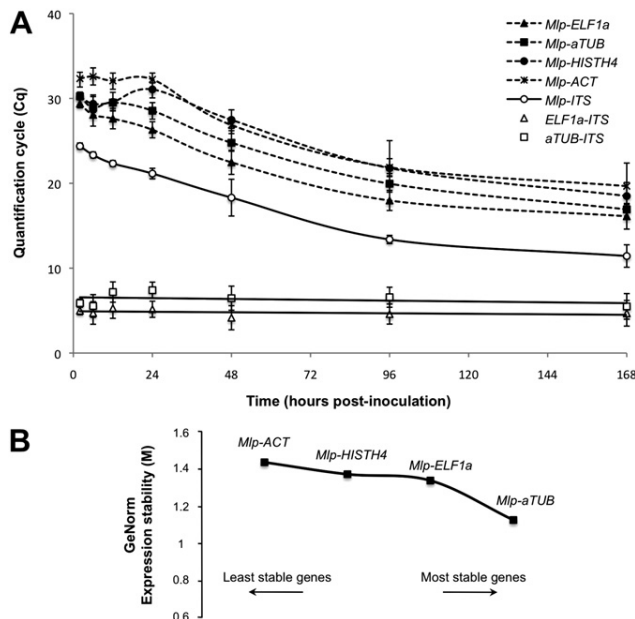 A
Quantification cycle (Cq)
40
30
20
10
0
0 24 48 72 96 120 144 168
Time (hours post-inoculation)
Mlp-ELF1a
Mlp-aTUB
Mlp-HISTH4
Mlp-ACT
Mlp-ITS
ELF1a-ITS
aTUB-ITS
B
GeNorm
Expression stability (M)
1.6
1.4
1.2
1
0.8
0.6
Mlp-ACT
Mlp-HISTH4
Mlp-ELF1a
Mlp-aTUB
Least stable genes
Most stable genes